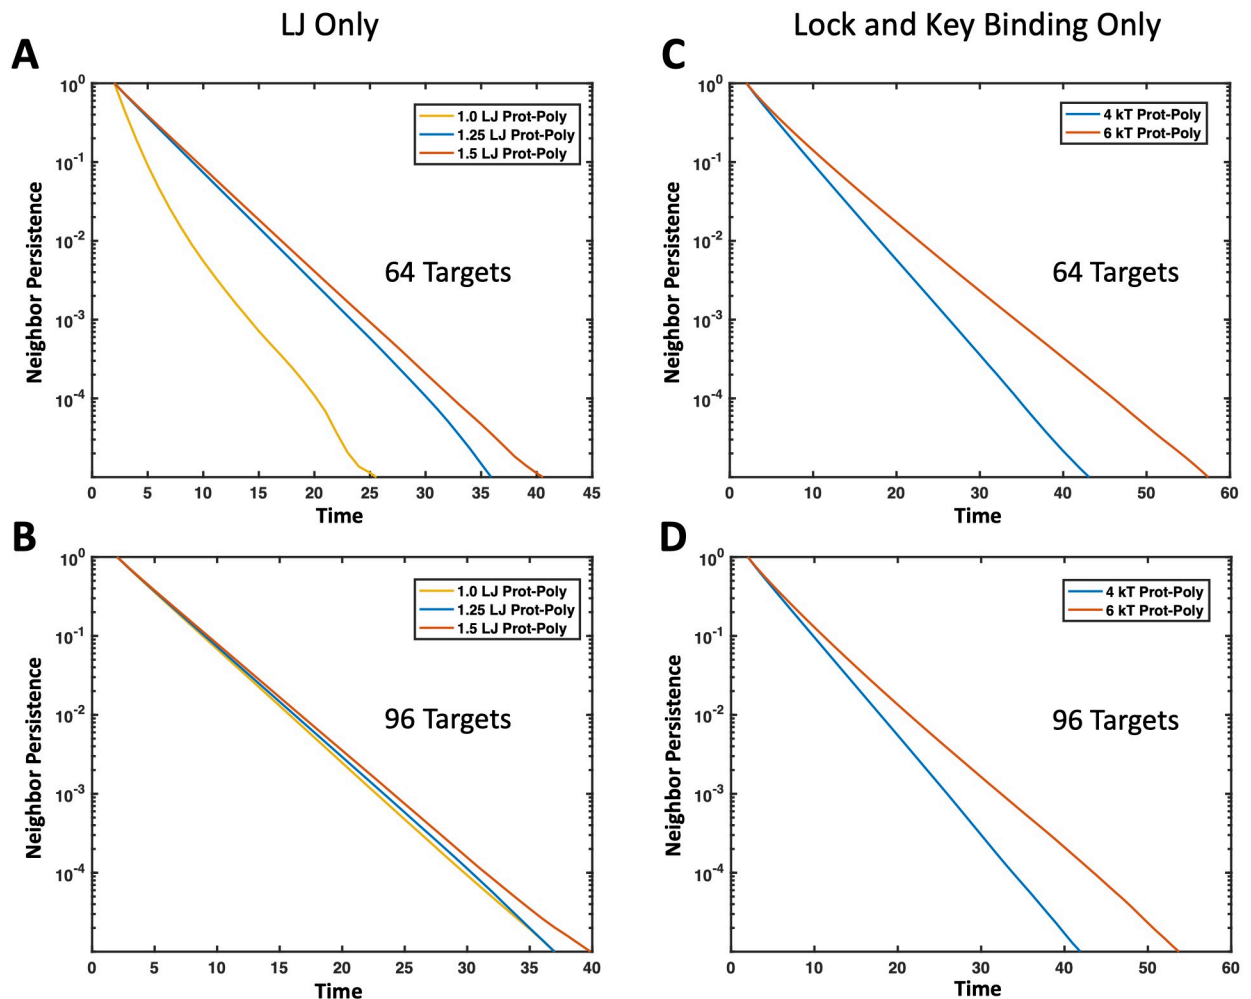 LJ Only
Lock and Key Binding Only
A
10^0
10^-1
10^-2
10^-3
10^-4
Neighbor Persistence
1.0 LJ Prot-Poly
1.25 LJ Prot-Poly
1.5 LJ Prot-Poly
64 Targets
0 5 10 15 20 25 30 35 40 45
Time
C
10^0
10^-1
10^-2
10^-3
10^-4
Neighbor Persistence
4 kT Prot-Poly
6 kT Prot-Poly
64 Targets
0 10 20 30 40 50 60
Time
B
10^0
10^-1
10^-2
10^-3
10^-4
Neighbor Persistence
1.0 LJ Prot-Poly
1.25 LJ Prot-Poly
1.5 LJ Prot-Poly
96 Targets
0 5 10 15 20 25 30 35 40
Time
D
10^0
10^-1
10^-2
10^-3
10^-4
Neighbor Persistence
4 kT Prot-Poly
6 kT Prot-Poly
96 Targets
0 10 20 30 40 50 60
Time